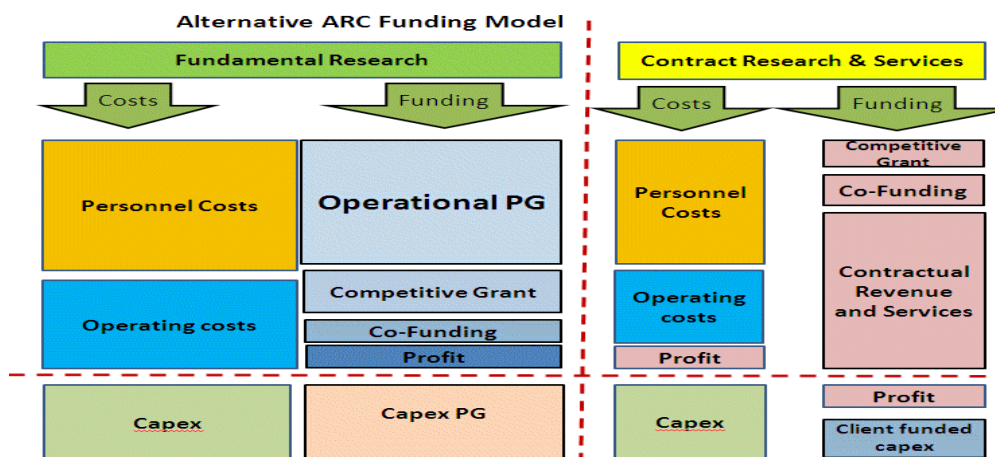 Alternative ARC Funding Model
Fundamental Research
Costs
Funding
Personnel Costs
Operational PG
Operating costs
Competitive Grant
Co-Funding
Profit
Capex
Capex PG
Contract Research & Services
Costs
Funding
Personnel
Costs
Competitive
Grant
Co-Funding
Operating
costs
Contractual
Revenue
and Services
Profit
Capex
Profit
Client funded
capex